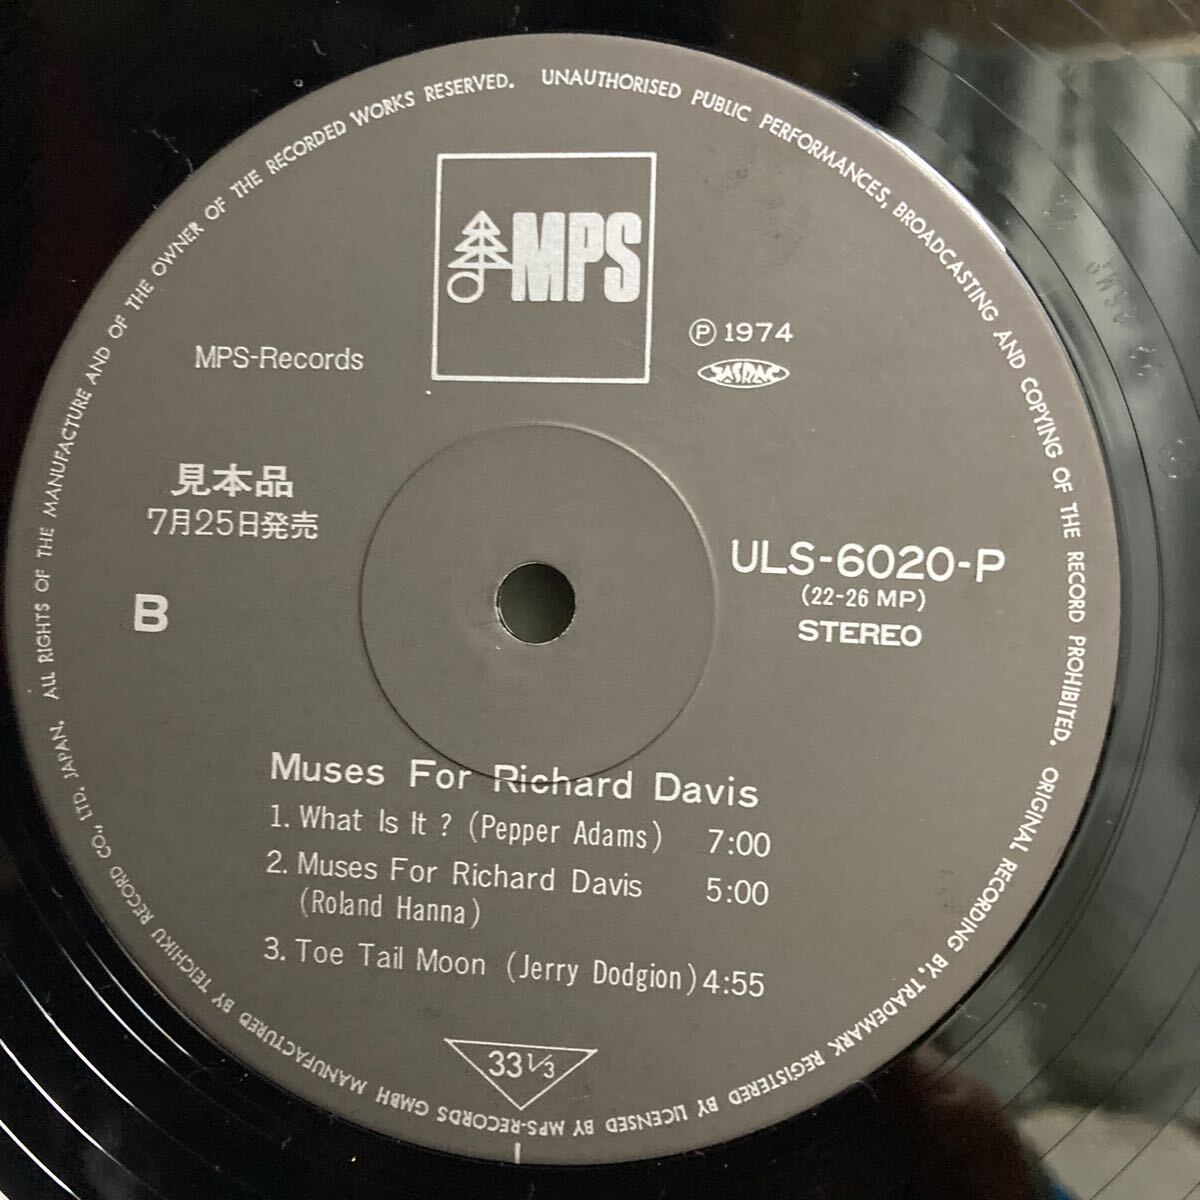 MPS
MPS-Records
Ⓟ 1974
JASRAC
見本品
7月25日発売
B
ULS-6020-P
(22-26 MP)
STEREO
Muses For Richard Davis
1. What Is It ? (Pepper Adams) 7:00
2. Muses For Richard Davis 5:00
(Roland Hanna)
3. Toe Tail Moon (Jerry Dodgion) 4:55
33 1/3
ALL RIGHTS OF THE MANUFACTURE AND OF THE OWNER OF THE RECORDED WORKS RESERVED. UNAUTHORISED PUBLIC PERFORMANCES, BROADCASTING AND COPYING OF THE RECORD PROHIBITED. ORIGINAL RECORDING BY, TRADEMARK REGISTERED BY LICENSED BY MPS-RECORDS GMBH MANUFACTURED BY TEICHIKU RECORD CO., LTD. JAPAN.